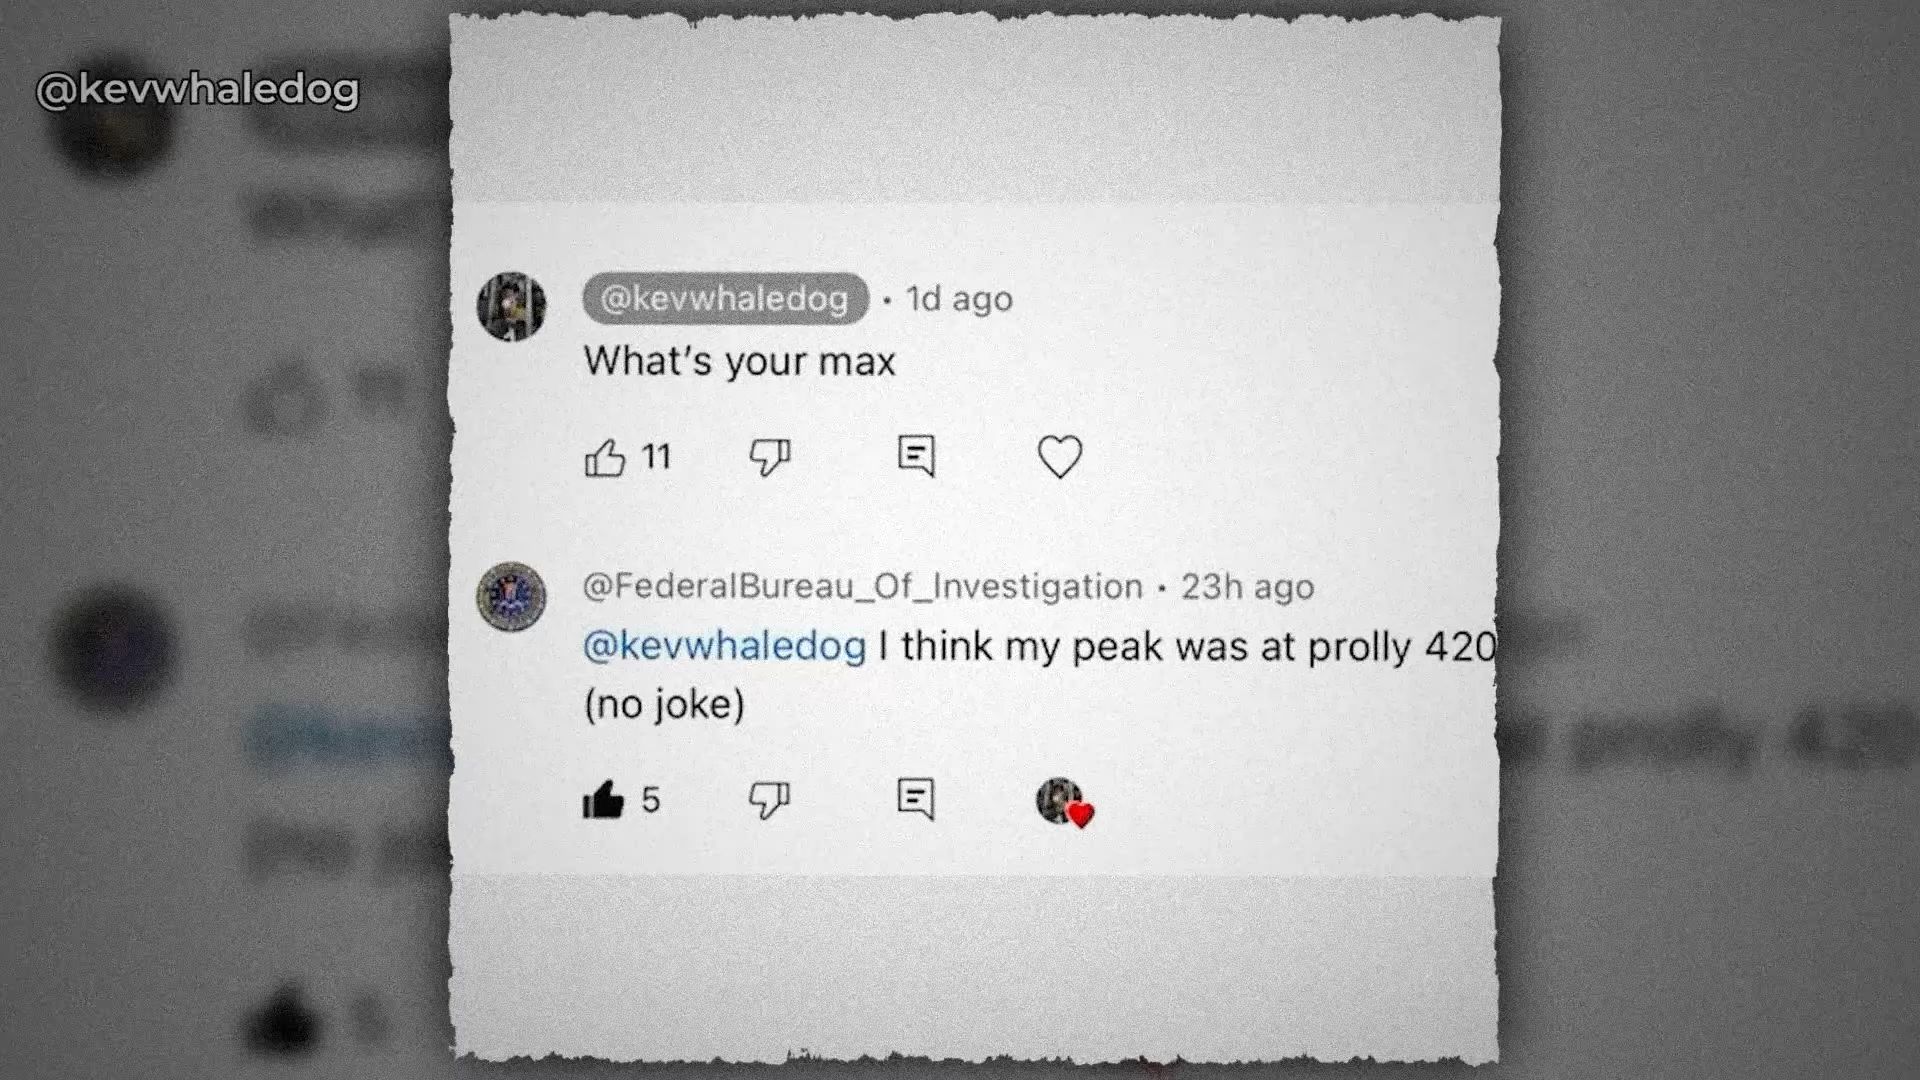 @kevwhaledog
@kevwhaledog · 1d ago
What's your max
11
@FederalBureau_Of_Investigation · 23h ago
@kevwhaledog I think my peak was at prolly 420
(no joke)
5